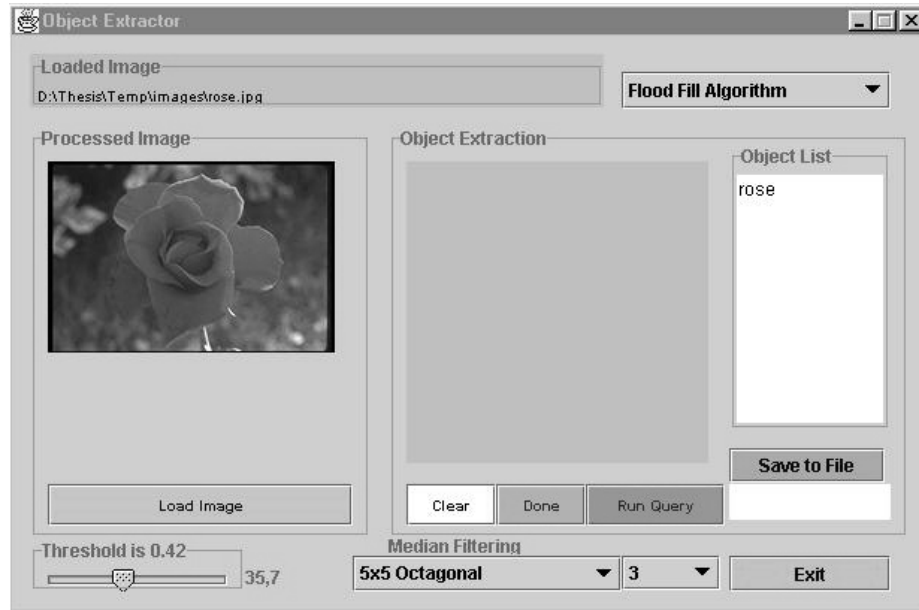 Object Extractor
Loaded Image
D:\Thesis\Temp\images\rose.jpg
Flood Fill Algorithm
Processed Image
Object Extraction
Object List
rose
Save to File
Load Image
Clear
Done
Run Query
Threshold is 0.42
35,7
Median Filtering
5x5 Octagonal
3
Exit